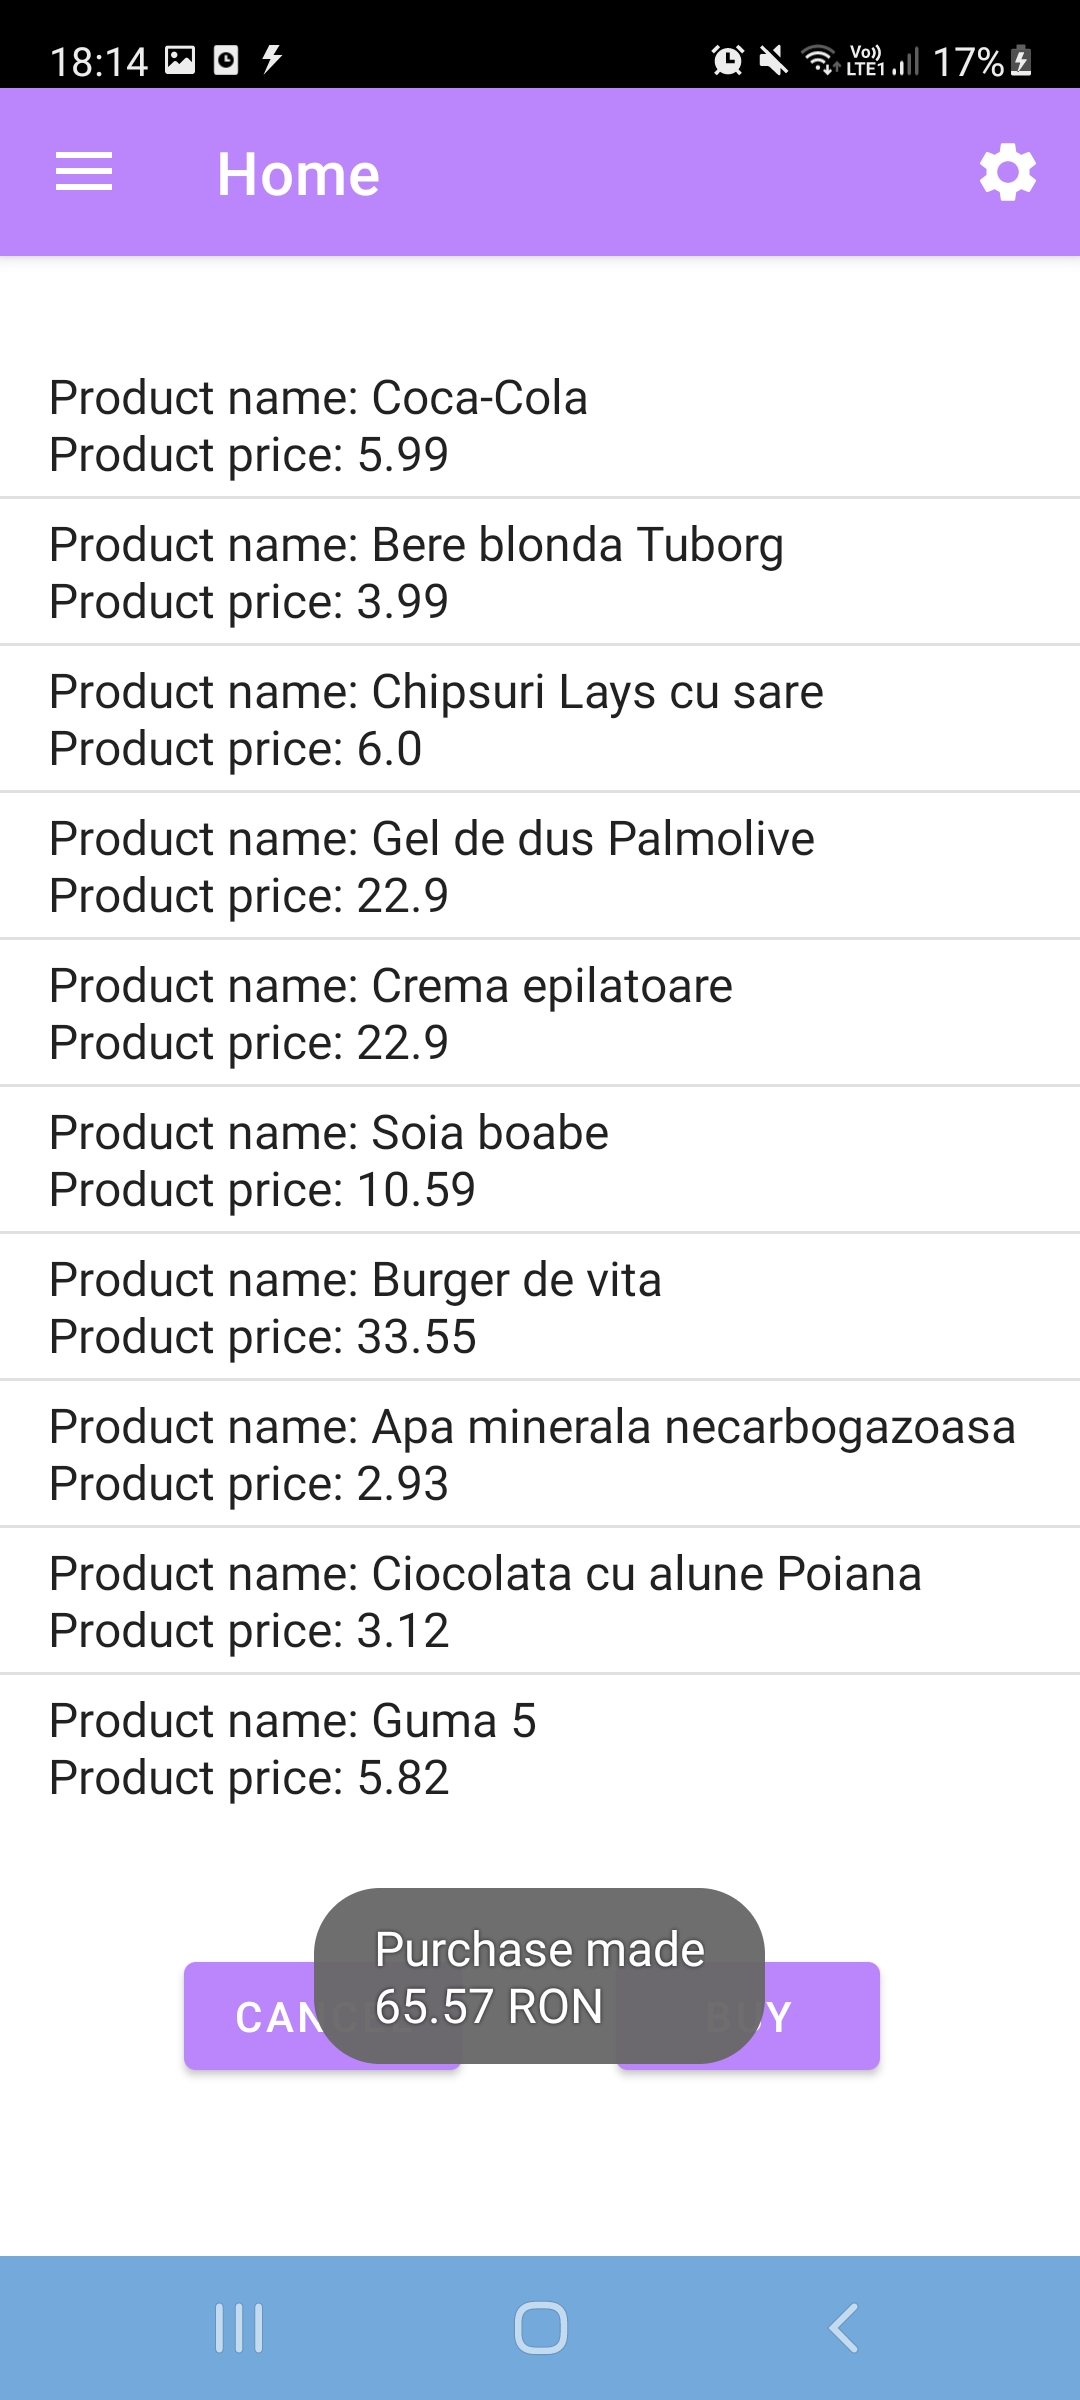 18:14
Vo))
LTE1
17%
Home
Product name: Coca-Cola
Product price: 5.99
Product name: Bere blonda Tuborg
Product price: 3.99
Product name: Chipsuri Lays cu sare
Product price: 6.0
Product name: Gel de dus Palmolive
Product price: 22.9
Product name: Crema epilatoare
Product price: 22.9
Product name: Soia boabe
Product price: 10.59
Product name: Burger de vita
Product price: 33.55
Product name: Apa minerala necarbogazoasa
Product price: 2.93
Product name: Ciocolata cu alune Poiana
Product price: 3.12
Product name: Guma 5
Product price: 5.82
Purchase made
65.57 RON
CANCEL
BUY